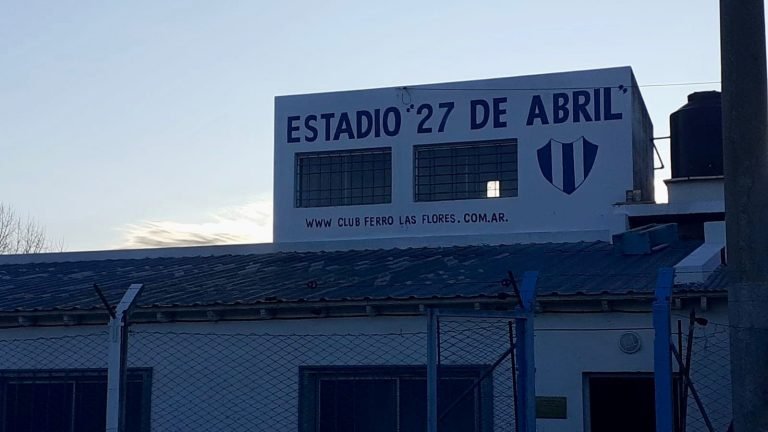 ESTADIO "27 DE ABRIL"
WWW CLUB FERRO LAS FLORES.COM.AR.